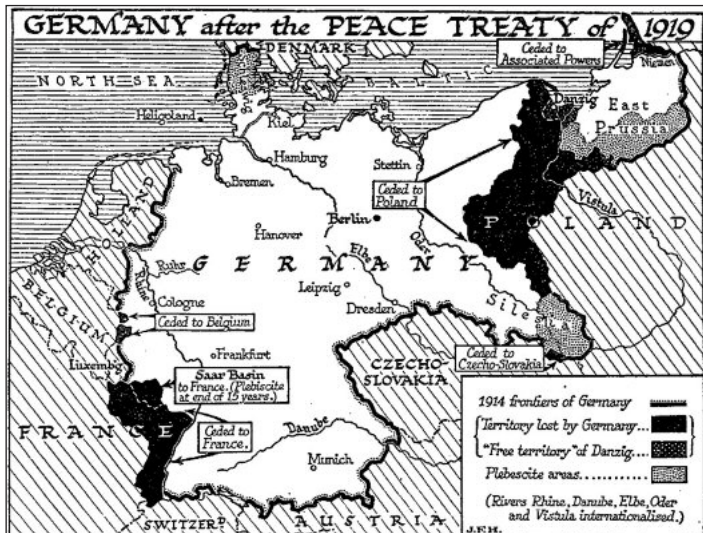 GERMANY after the PEACE TREATY of 1919
DENMARK
Ceded to
Associated Powers
Niemen
NORTH SEA
BALTIC
Heligoland
Kiel
Danzig
East
Prussia
Hamburg
Stettin
Bremen
Ceded to
Poland
Vistula
HOLLAND
Berlin
POLAND
Hanover
Elbe
Oder
Ruhr
GERMANY
Rhine
Leipzig
Cologne
Dresden
Silesia
BELGIUM
Ceded to Belgium
Luxembg
Frankfurt
CZECHO-
SLOVAKIA
Ceded to
Czecho-Slovakia
Saar Basin
to France. (Plebiscite
at end of 15 years.)
FRANCE
Ceded to
France.
Danube
Munich
SWITZERD
AUSTRIA
1914 frontiers of Germany
Territory lost by Germany...
"Free territory" of Danzig....
Plebescite areas...........
(Rivers Rhine, Danube, Elbe, Oder
and Vistula internationalised.)
J.F.H.